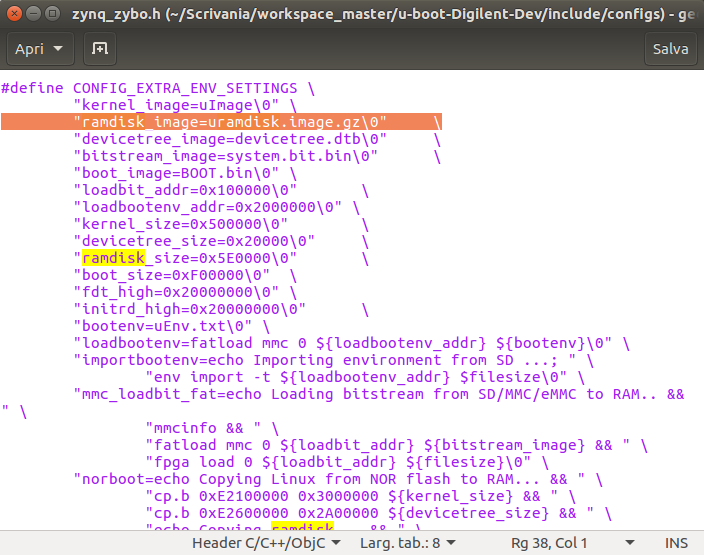 zynq_zybo.h (~/Scrivania/workspace_master/u-boot-Digilent-Dev/include/configs) - ge
Apri Salva
#define CONFIG_EXTRA_ENV_SETTINGS \
"kernel_image=uImage\0" \
"ramdisk_image=uramdisk.image.gz\0" \
"devicetree_image=devicetree.dtb\0" \
"bitstream_image=system.bit.bin\0" \
"boot_image=BOOT.bin\0" \
"loadbit_addr=0x100000\0" \
"loadbootenv_addr=0x2000000\0" \
"kernel_size=0x500000\0" \
"devicetree_size=0x20000\0" \
"ramdisk_size=0x5E0000\0" \
"boot_size=0xF00000\0" \
"fdt_high=0x20000000\0" \
"initrd_high=0x20000000\0" \
"bootenv=uEnv.txt\0" \
"loadbootenv=fatload mmc 0 ${loadbootenv_addr} ${bootenv}\0" \
"importbootenv=echo Importing environment from SD ...; " \
"env import -t ${loadbootenv_addr} $filesize\0" \
"mmc_loadbit_fat=echo Loading bitstream from SD/MMC/eMMC to RAM.. &&
" \
"mmcinfo && " \
"fatload mmc 0 ${loadbit_addr} ${bitstream_image} && " \
"fpga load 0 ${loadbit_addr} ${filesize}\0" \
"norboot=echo Copying Linux from NOR flash to RAM... && " \
"cp.b 0xE2100000 0x3000000 ${kernel_size} && " \
"cp.b 0xE2600000 0x2A00000 ${devicetree_size} && " \
"echo Copying ramdisk... && " \
Header C/C++/ObjC Larg. tab.: 8 Rg 38, Col 1 INS